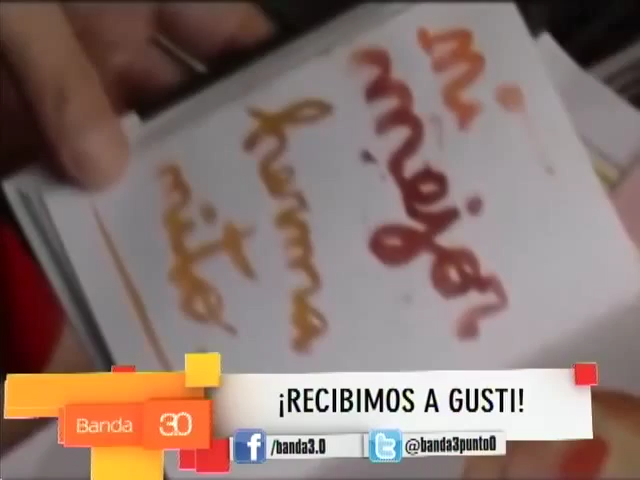 mi
mejor
herma
nito
¡RECIBIMOS A GUSTI!
Banda 3.0
/banda3.0
@banda3punto0